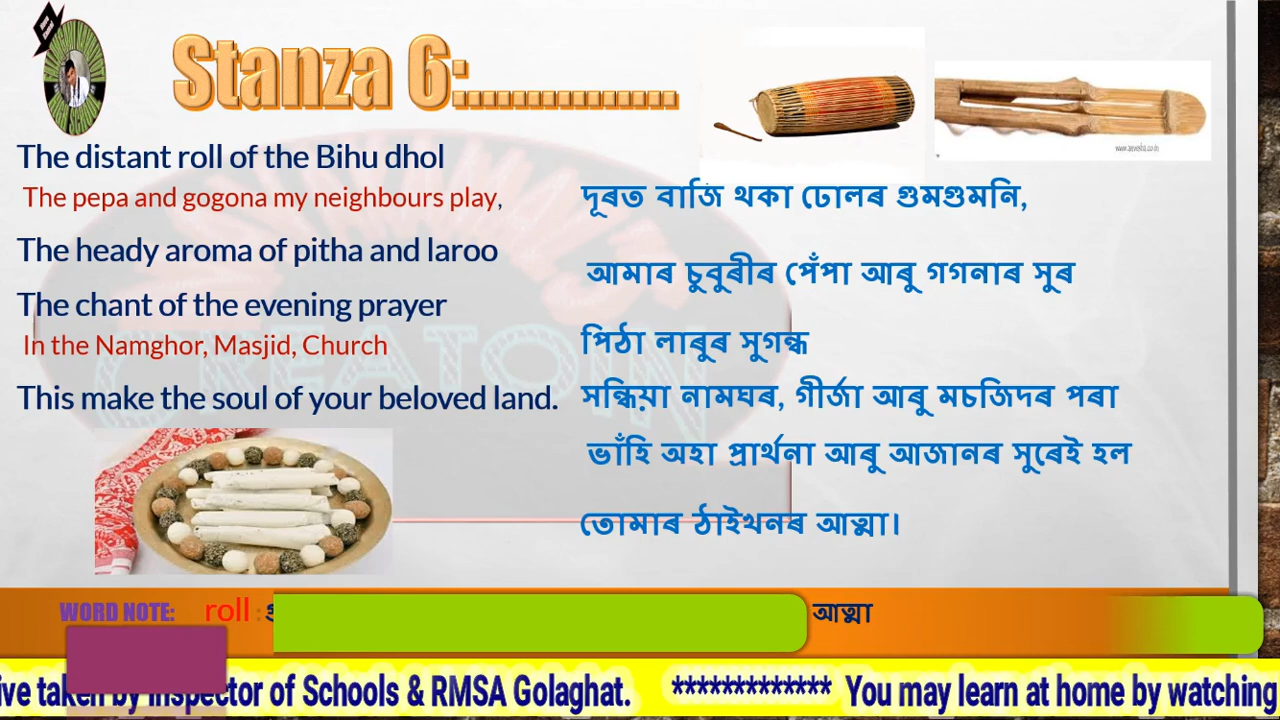 Stanza 6:..............
The distant roll of the Bihu dhol
The pepa and gogona my neighbours play,
The heady aroma of pitha and laroo
The chant of the evening prayer
In the Namghor, Masjid, Church
This make the soul of your beloved land.
দূৰত বাজি থকা ঢোলৰ গুমগুমনি,
আমাৰ চুবুৰীৰ পেঁপা আৰু গগনাৰ সুৰ
পিঠা লাৰুৰ সুগন্ধ
সন্ধিয়া নামঘৰ, গীৰ্জা আৰু মচজিদৰ পৰা
ভাঁহি অহা প্ৰাৰ্থনা আৰু আজানৰ সুৰেই হল
তোমাৰ ঠাইখনৰ আত্মা।
WORD NOTE: roll : আত্মা
ive taken by Inspector of Schools & RMSA Golaghat. ************* You may learn at home by watching